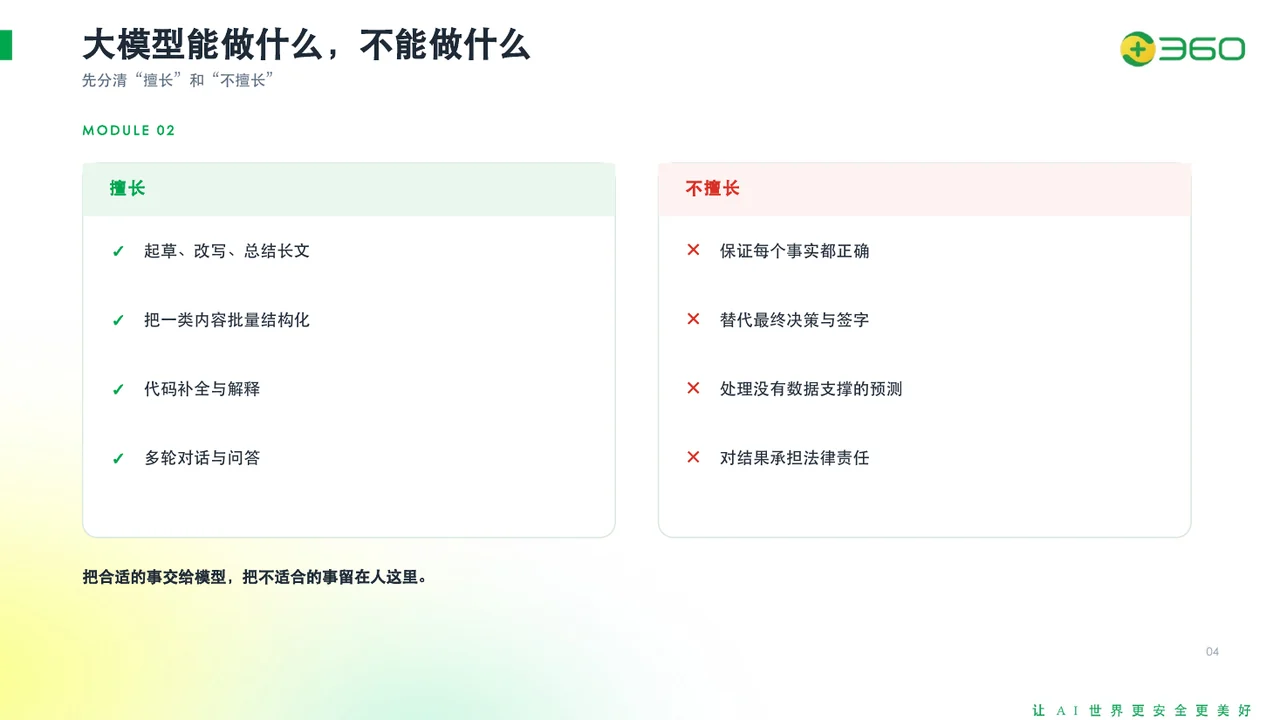 大模型能做什么，不能做什么
先分清“擅长”和“不擅长”
360
MODULE 02
擅长
✓ 起草、改写、总结长文
✓ 把一类内容批量结构化
✓ 代码补全与解释
✓ 多轮对话与问答
不擅长
✕ 保证每个事实都正确
✕ 替代最终决策与签字
✕ 处理没有数据支撑的预测
✕ 对结果承担法律责任
把合适的事交给模型，把不适合的事留在人这里。
04
让AI世界更安全更美好